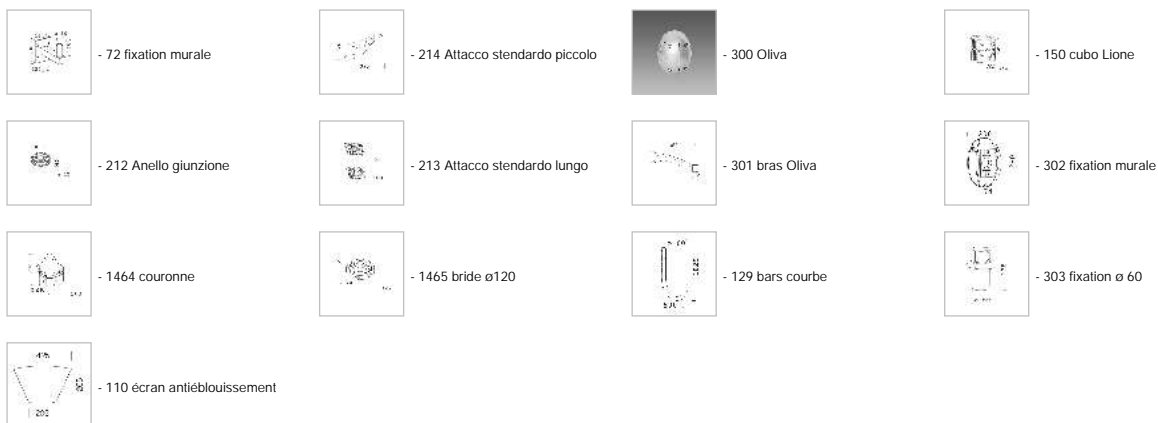 - 72 fixation murale
- 214 Attacco stendardo piccolo
- 300 Oliva
- 150 cubo Lione
- 212 Anello giunzione
- 213 Attacco stendardo lungo
- 301 bras Oliva
- 302 fixation murale
- 1464 couronne
- 1465 bride ø120
- 129 bars courbe
- 303 fixation ø 60
- 110 écran antiéblouissement